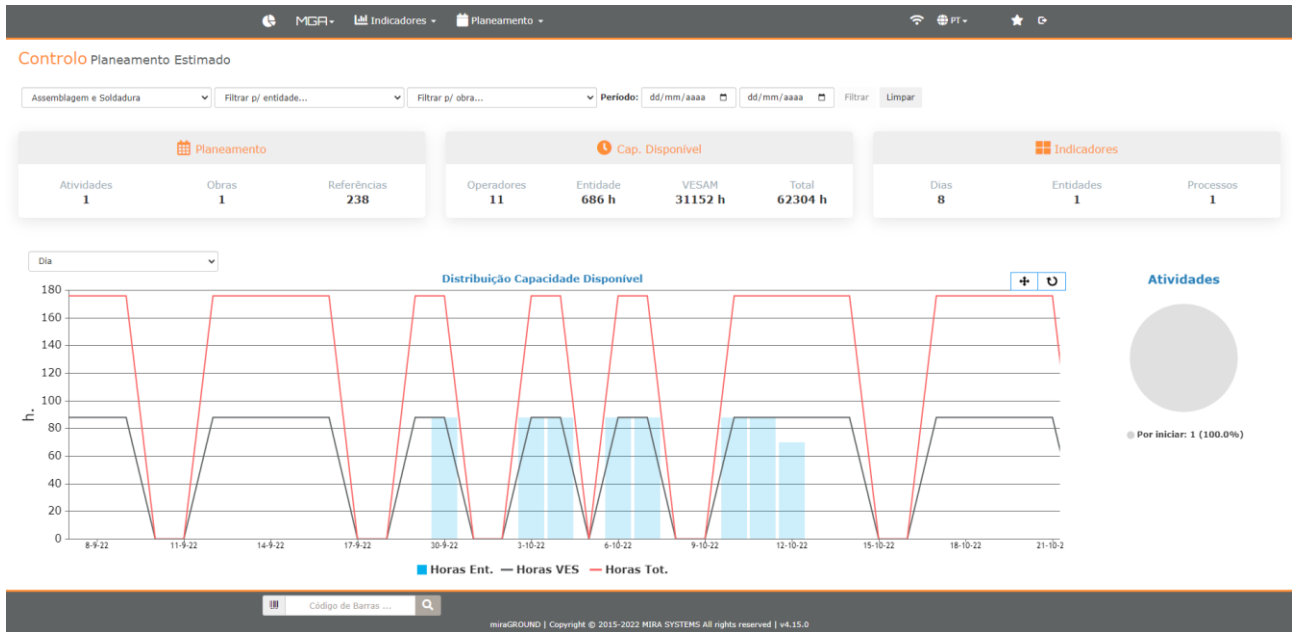 MGA Indicadores Planeamento PT
Controlo Planeamento Estimado
Assemblagem e Soldadura Filtrar p/ entidade... Filtrar p/ obra... Período: dd/mm/aaaa dd/mm/aaaa Filtrar Limpar
Planeamento Cap. Disponível Indicadores
Atividades Obras Referências Operadores Entidade VESAM Total Dias Entidades Processos
1 1 238 11 686 h 31152 h 62304 h 8 1 1
Dia
Distribuição Capacidade Disponível
Atividades
180
160
140
120
100
80
60
40
20
0
h.
8-9-22 11-9-22 14-9-22 17-9-22 30-9-22 3-10-22 6-10-22 9-10-22 12-10-22 15-10-22 18-10-22 21-10-2
Por iniciar: 1 (100.0%)
Horas Ent. Horas VES Horas Tot.
Código de Barras ...
miraGROUND | Copyright © 2015-2022 MIRA SYSTEMS All rights reserved | v4.15.0